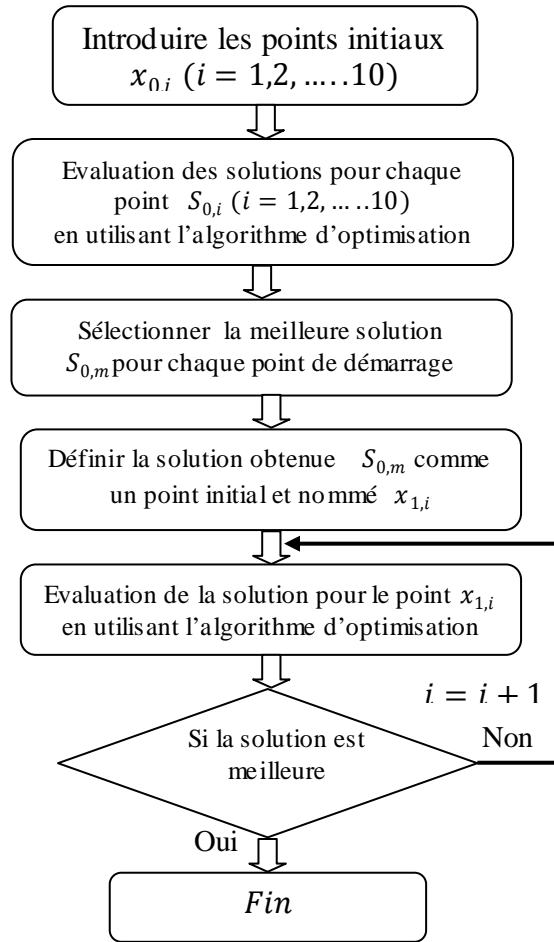 Introduire les points initiaux
𝑥0,𝑖 (𝑖 = 1,2, … . .10)
Evaluation des solutions pour chaque
point 𝑆0,𝑖 (𝑖 = 1,2, … . .10)
en utilisant l’algorithme d’optimisation
Sélectionner la meilleure solution
𝑆0,𝑚 pour chaque point de démarrage
Définir la solution obtenue 𝑆0,𝑚 comme
un point initial et nommé 𝑥1,𝑖
Evaluation de la solution pour le point 𝑥1,𝑖
en utilisant l’algorithme d’optimisation
𝑖 = 𝑖 + 1
Si la solution est
meilleure
Non
Oui
𝐹𝑖𝑛